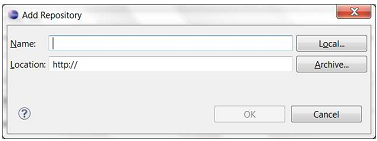 Add Repository
Name: Local...
Location: http:// Archive...
? OK Cancel